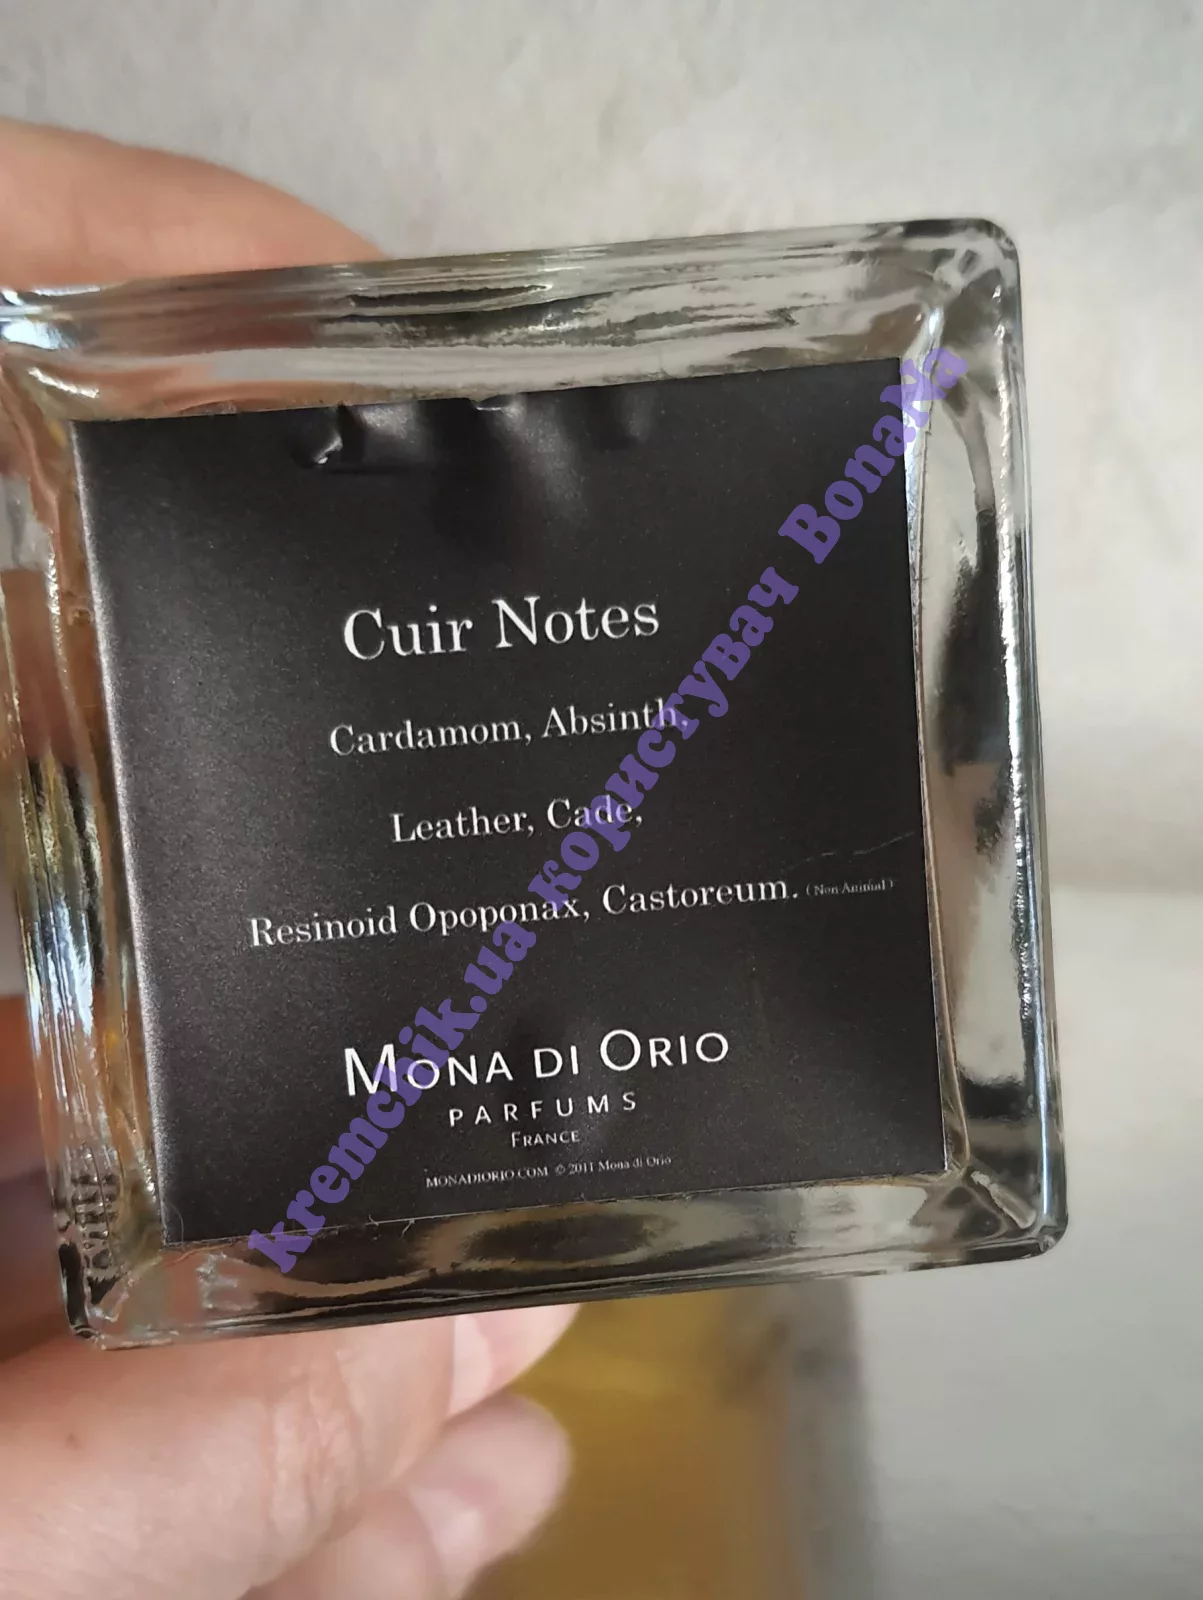 Cuir Notes
Cardamom, Absinth,
Leather, Cade,
Resinoid Opoponax, Castoreum. (Non Animal)
MONA DI ORIO
PARFUMS
FRANCE
MONADIORIO.COM © 2011 Mona di Orio
kremchik.ua-користувач BonaNa